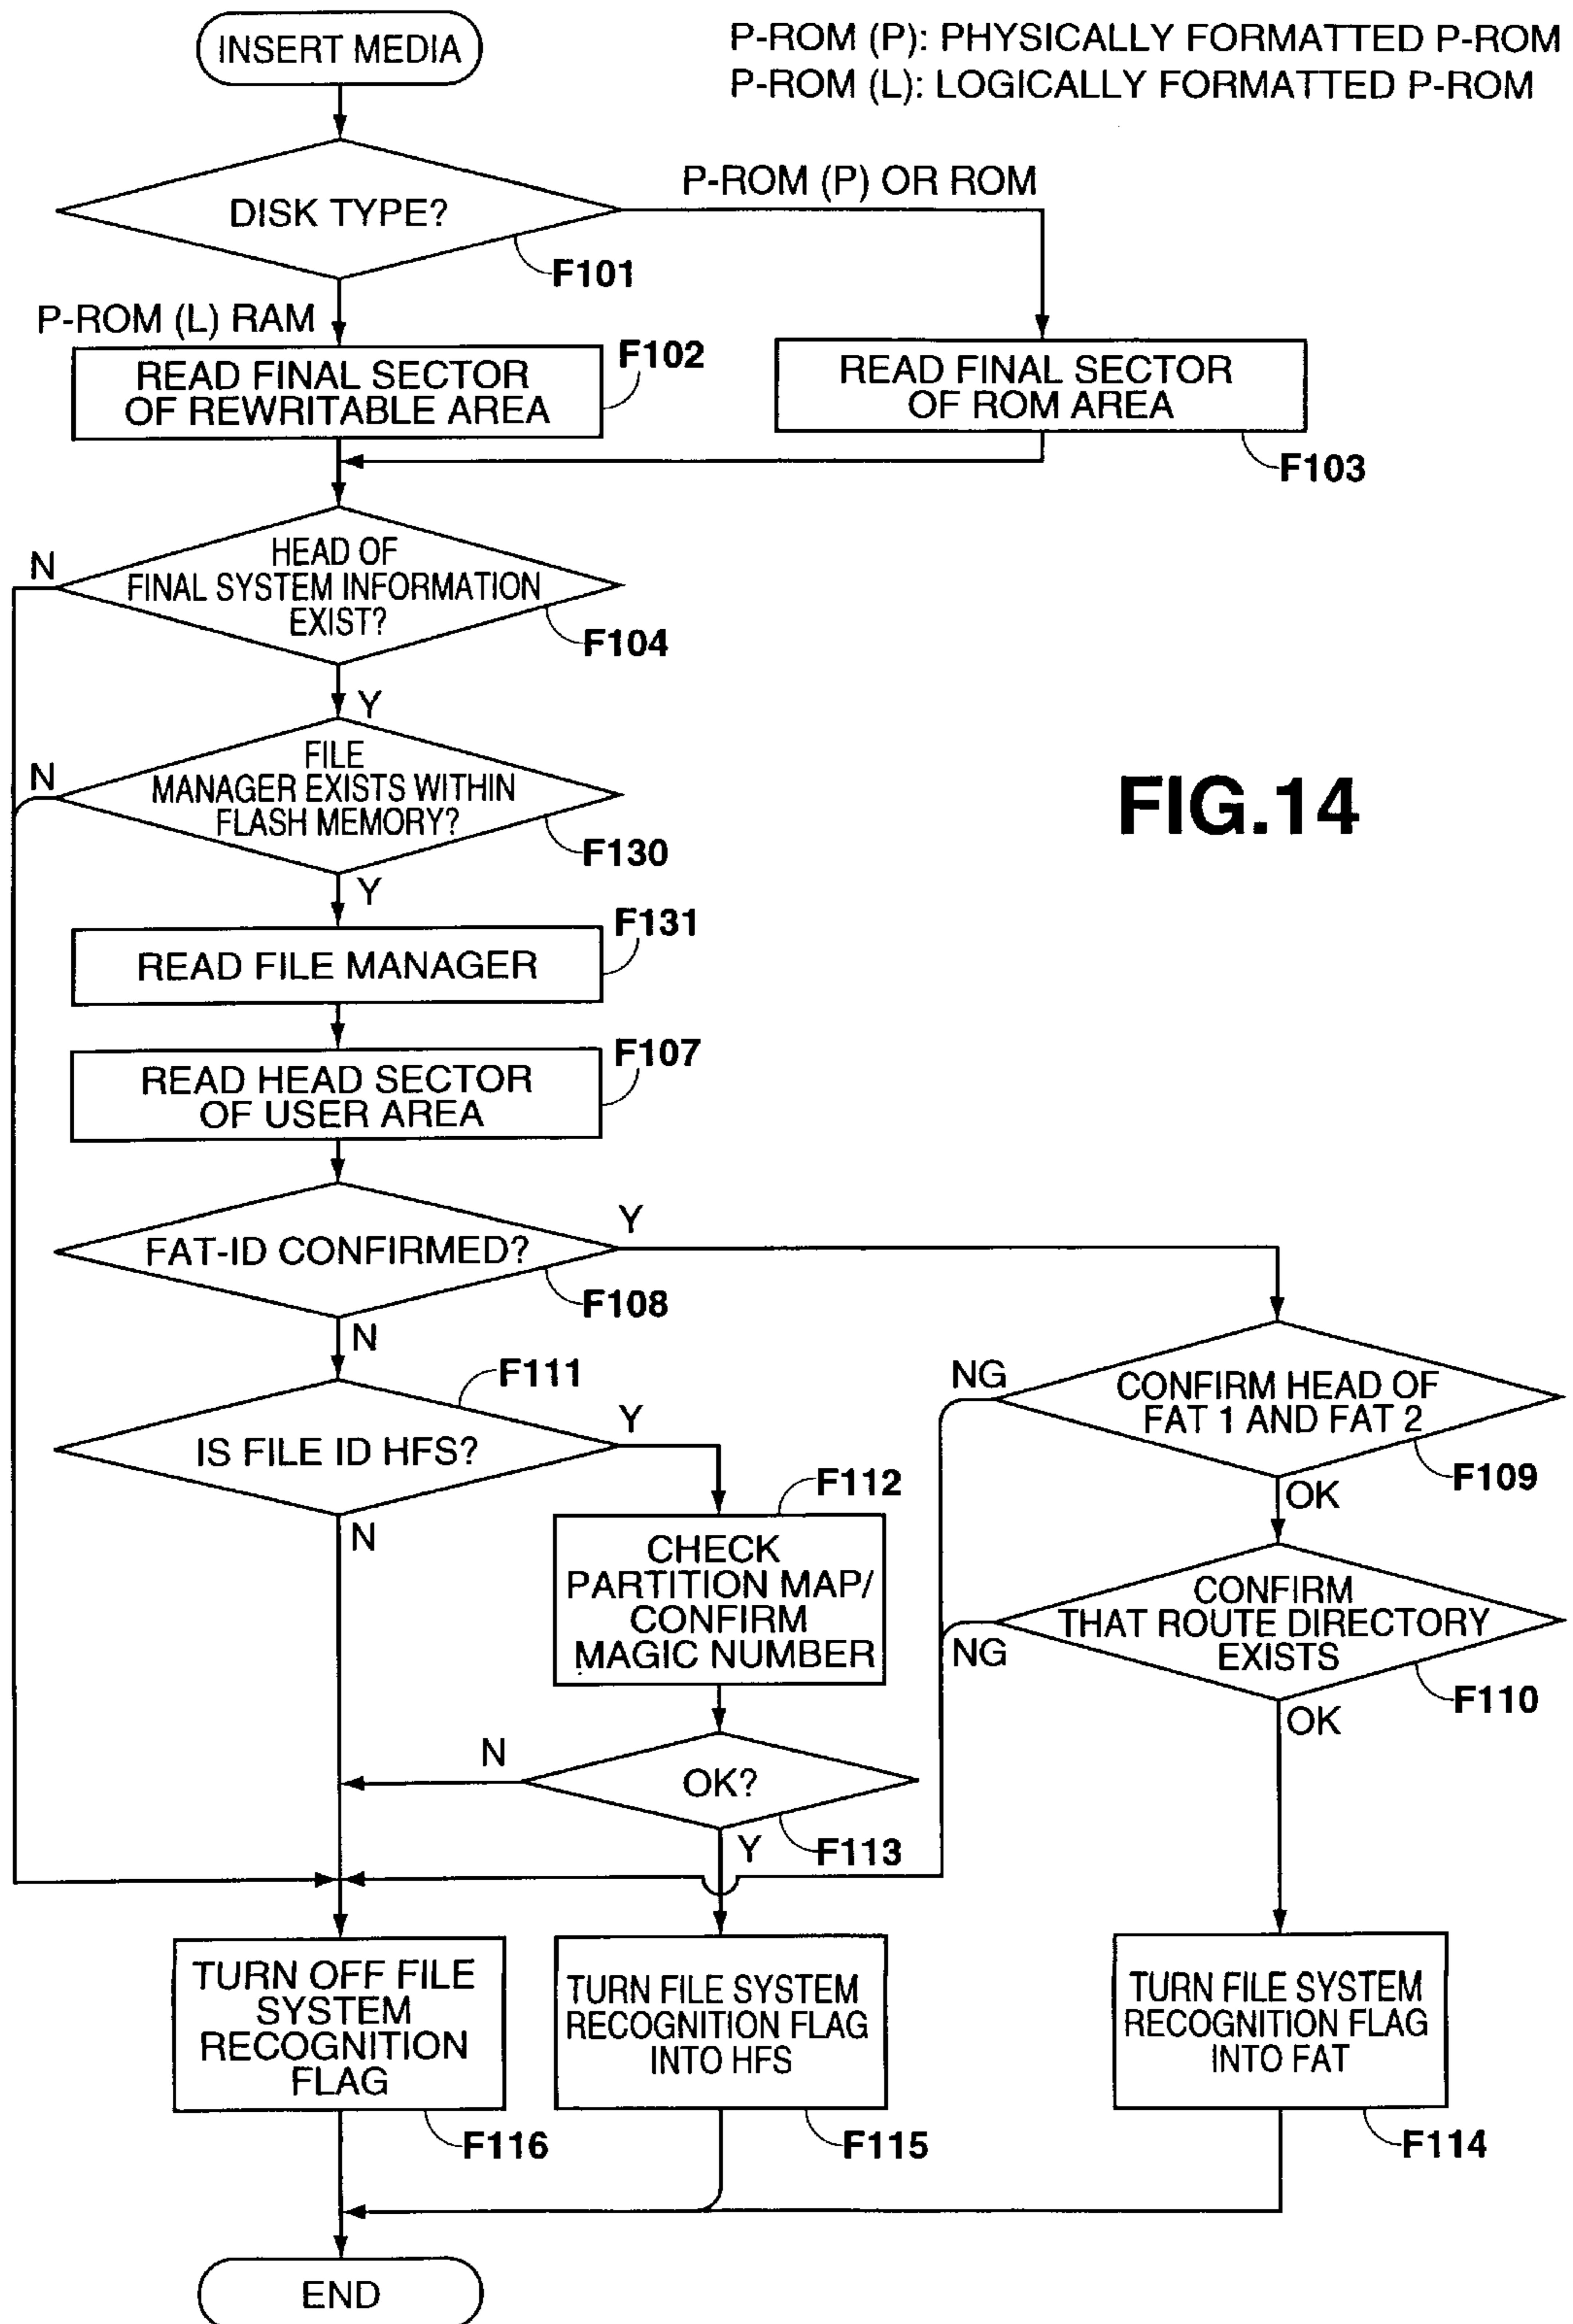 INSERT MEDIA
P-ROM (P): PHYSICALLY FORMATTED P-ROM
P-ROM (L): LOGICALLY FORMATTED P-ROM
DISK TYPE?
P-ROM (P) OR ROM
F101
P-ROM (L) RAM
READ FINAL SECTOR
OF REWRITABLE AREA
F102
READ FINAL SECTOR
OF ROM AREA
F103
N
HEAD OF
FINAL SYSTEM INFORMATION
EXIST?
F104
Y
N
FILE
MANAGER EXISTS WITHIN
FLASH MEMORY?
F130
Y
FIG.14
F131
READ FILE MANAGER
F107
READ HEAD SECTOR
OF USER AREA
FAT-ID CONFIRMED?
Y
F108
N
F111
IS FILE ID HFS?
Y
N
NG
CONFIRM HEAD OF
FAT 1 AND FAT 2
F109
OK
F112
CHECK
PARTITION MAP/
CONFIRM
MAGIC NUMBER
CONFIRM
THAT ROUTE DIRECTORY
EXISTS
NG
F110
OK
N
OK?
F113
Y
TURN OFF FILE
SYSTEM
RECOGNITION
FLAG
F116
TURN FILE SYSTEM
RECOGNITION FLAG
INTO HFS
F115
TURN FILE SYSTEM
RECOGNITION FLAG
INTO FAT
F114
END